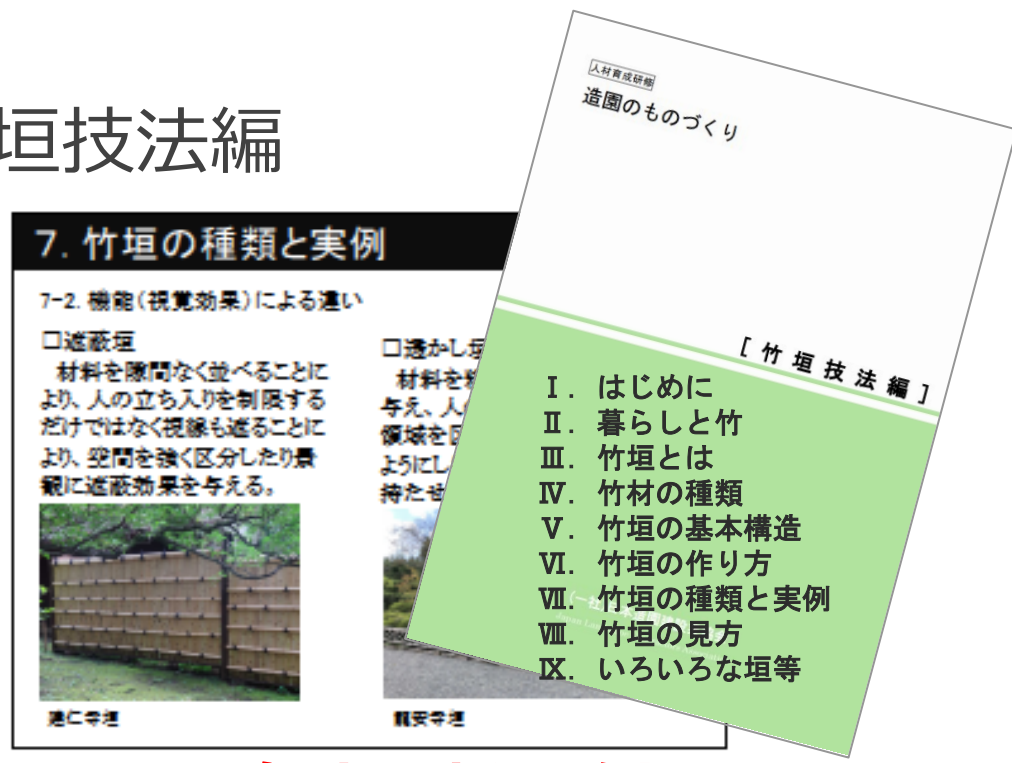 垣技法編
7. 竹垣の種類と実例
7-2. 機能(視覚効果)による違い
□遮蔽垣
材料を隙間なく並べることに
より、人の立ち入りを制限する
だけではなく視線も遮ることに
より、空間を強く区分したり景
観に遮蔽効果を与える。
建仁寺垣
□透かし垣
材料を
与え、人
領域を区
ようにし
持たせ
龍安寺垣
人材育成研修
造園のものづくり
[竹垣技法編]
Ⅰ. はじめに
Ⅱ. 暮らしと竹
Ⅲ. 竹垣とは
Ⅳ. 竹材の種類
Ⅴ. 竹垣の基本構造
Ⅵ. 竹垣の作り方
Ⅶ. 竹垣の種類と実例
Ⅷ. 竹垣の見方
Ⅸ. いろいろな垣等